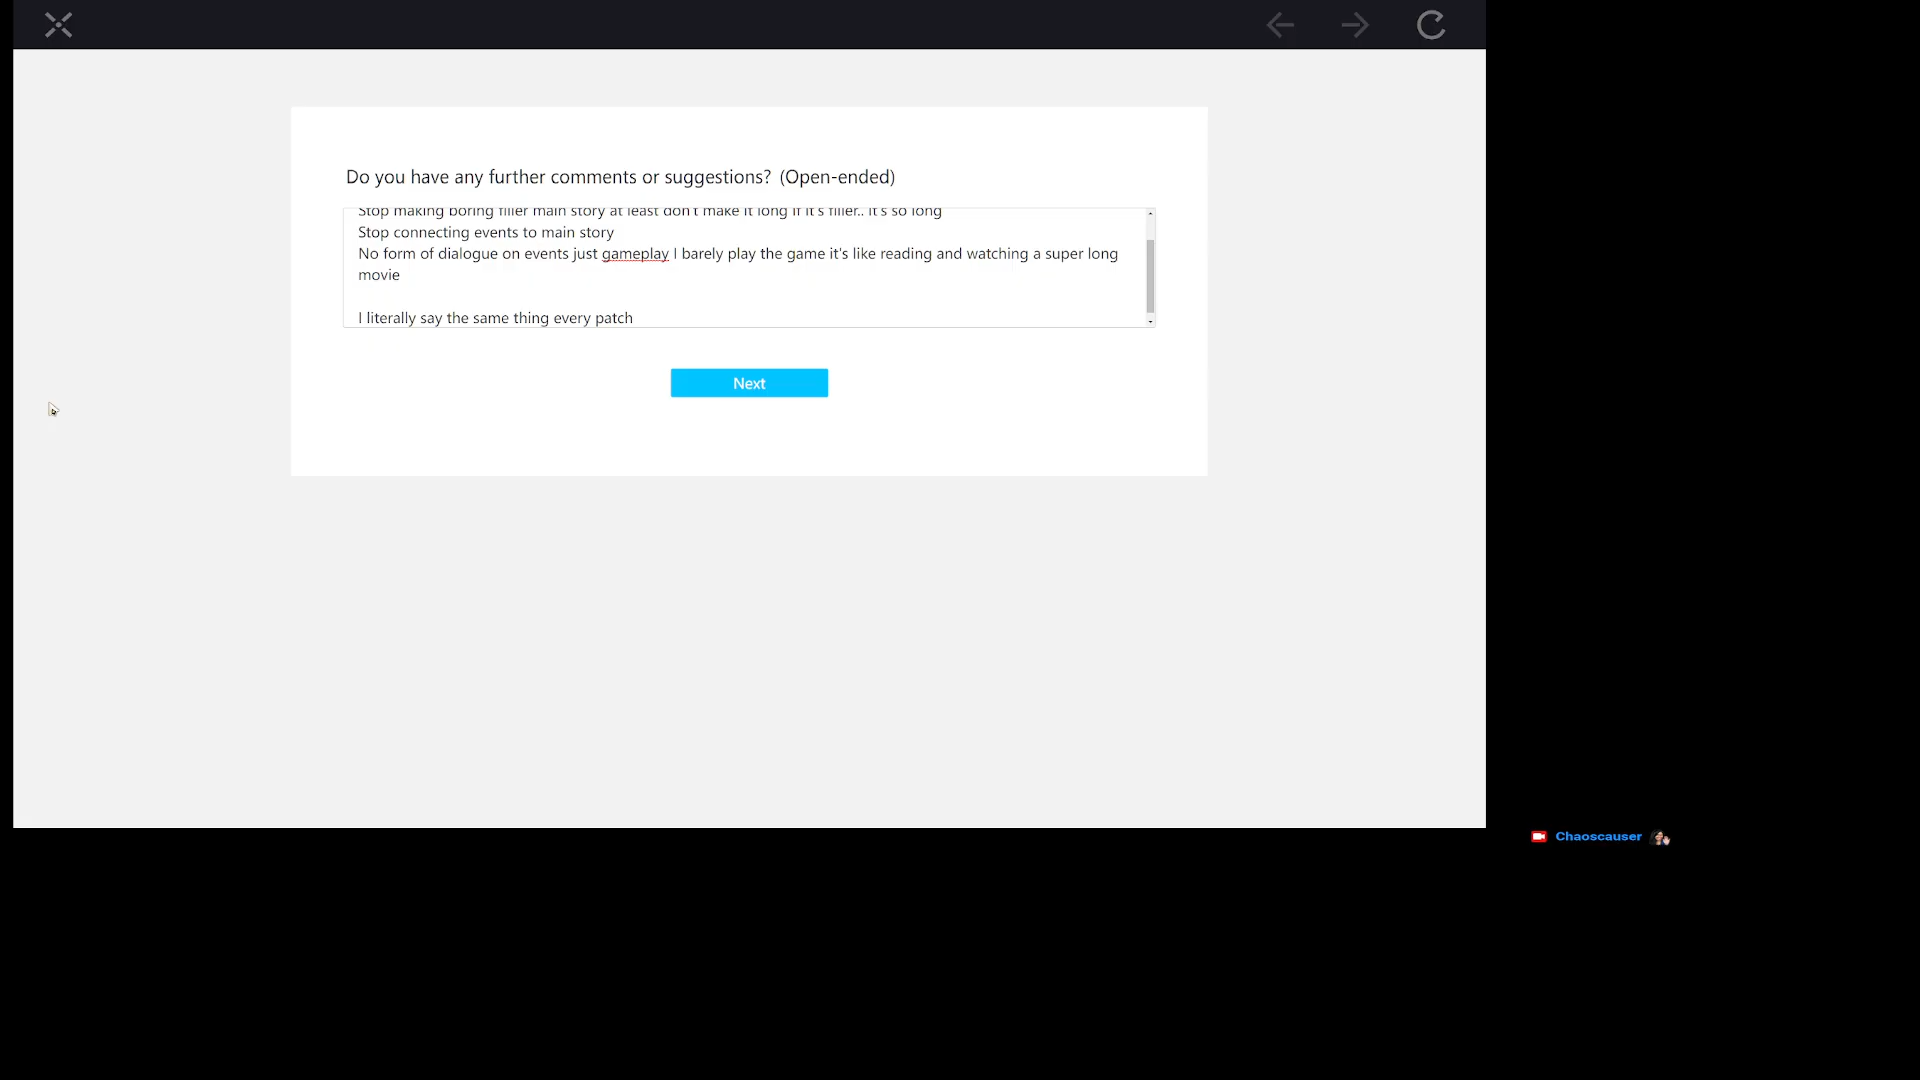 Do you have any further comments or suggestions? (Open-ended)
Stop making boring filler main story at least don't make it long if it's filler.. it's so long
Stop connecting events to main story
No form of dialogue on events just gameplay I barely play the game it's like reading and watching a super long
movie
I literally say the same thing every patch
Next
Chaoscauser